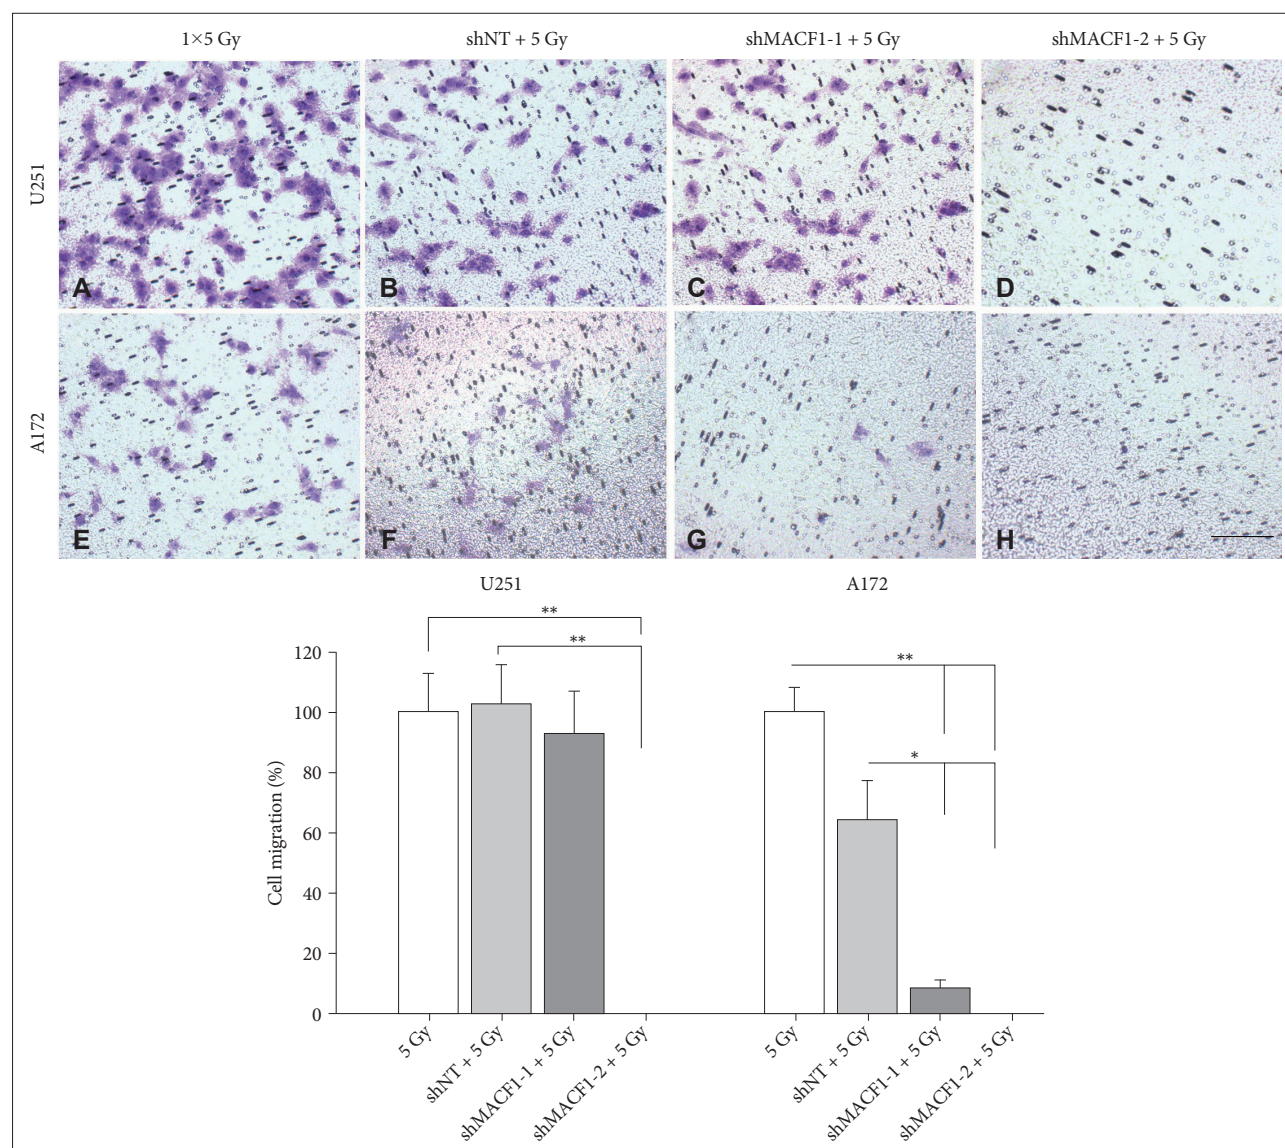 1×5 Gy shNT + 5 Gy shMACF1-1 + 5 Gy shMACF1-2 + 5 Gy
U251
A B C D
A172
E F G H
U251 A172
**
**
**
*
Cell migration (%)
120
100
80
60
40
20
0
5 Gy
shNT + 5 Gy
shMACF1-1 + 5 Gy
shMACF1-2 + 5 Gy
5 Gy
shNT + 5 Gy
shMACF1-1 + 5 Gy
shMACF1-2 + 5 Gy